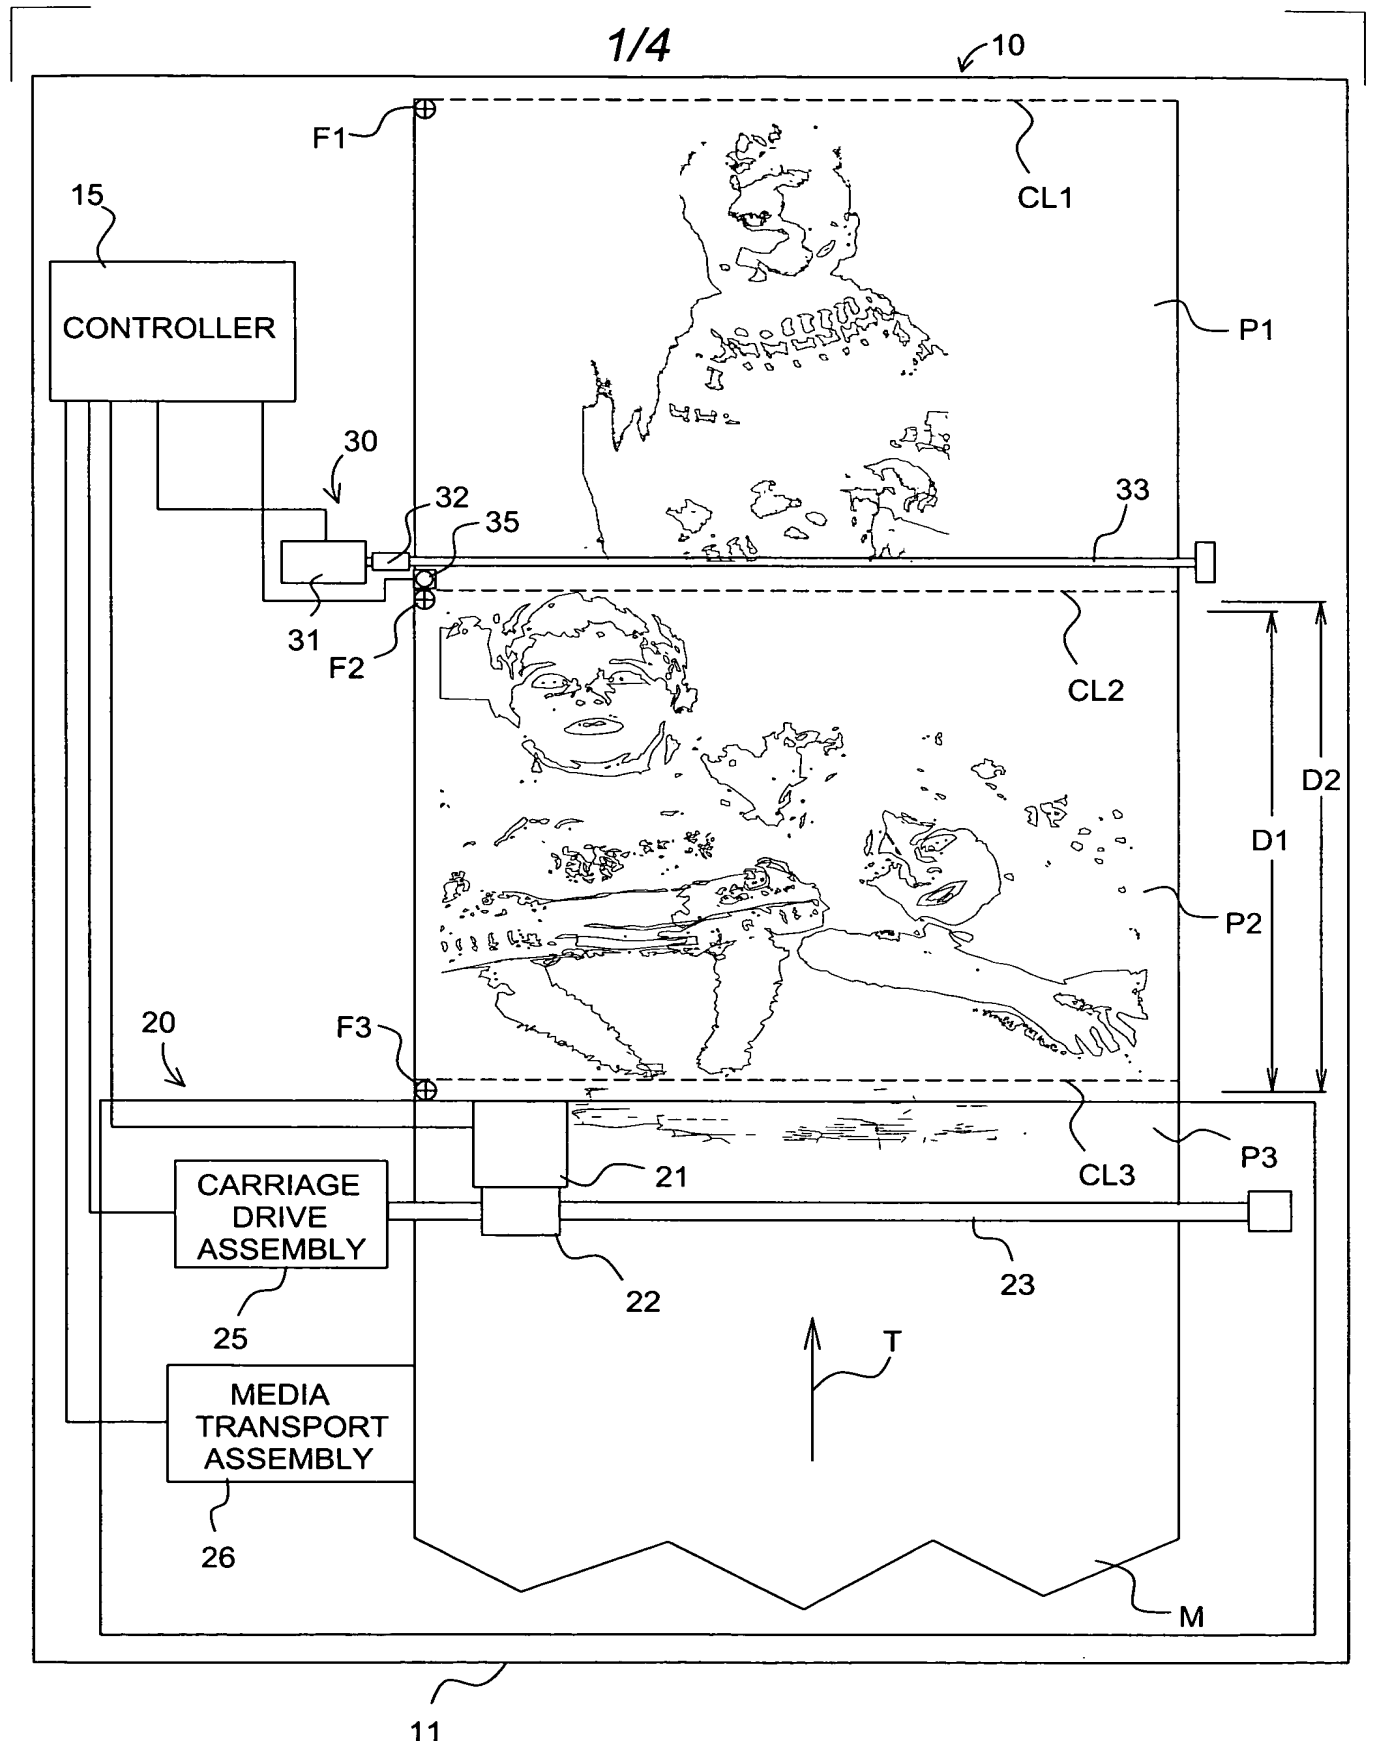 1/4
10
F1
CL1
15
CONTROLLER
P1
30
32
35
33
31
F2
CL2
D2
D1
P2
20
F3
CL3
P3
21
CARRIAGE
DRIVE
ASSEMBLY
22
23
25
T
MEDIA
TRANSPORT
ASSEMBLY
26
M
11